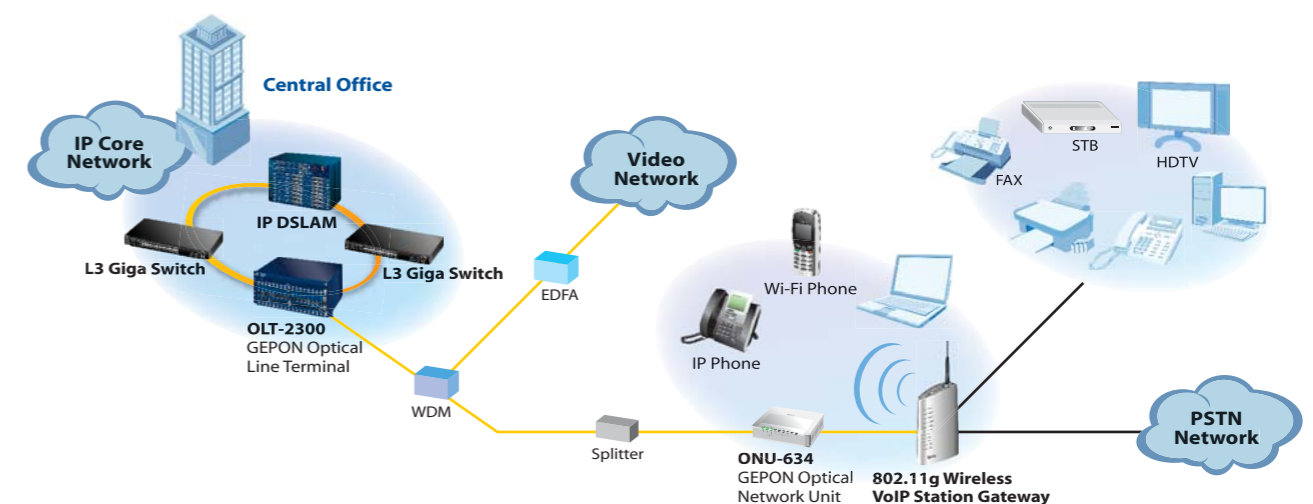 Central Office
IP Core
Network
IP DSLAM
L3 Giga Switch
L3 Giga Switch
OLT-2300
GEPON Optical
Line Terminal
Video
Network
EDFA
WDM
Splitter
Wi-Fi Phone
IP Phone
ONU-634
GEPON Optical
Network Unit
802.11g Wireless
VoIP Station Gateway
STB
HDTV
FAX
PSTN
Network